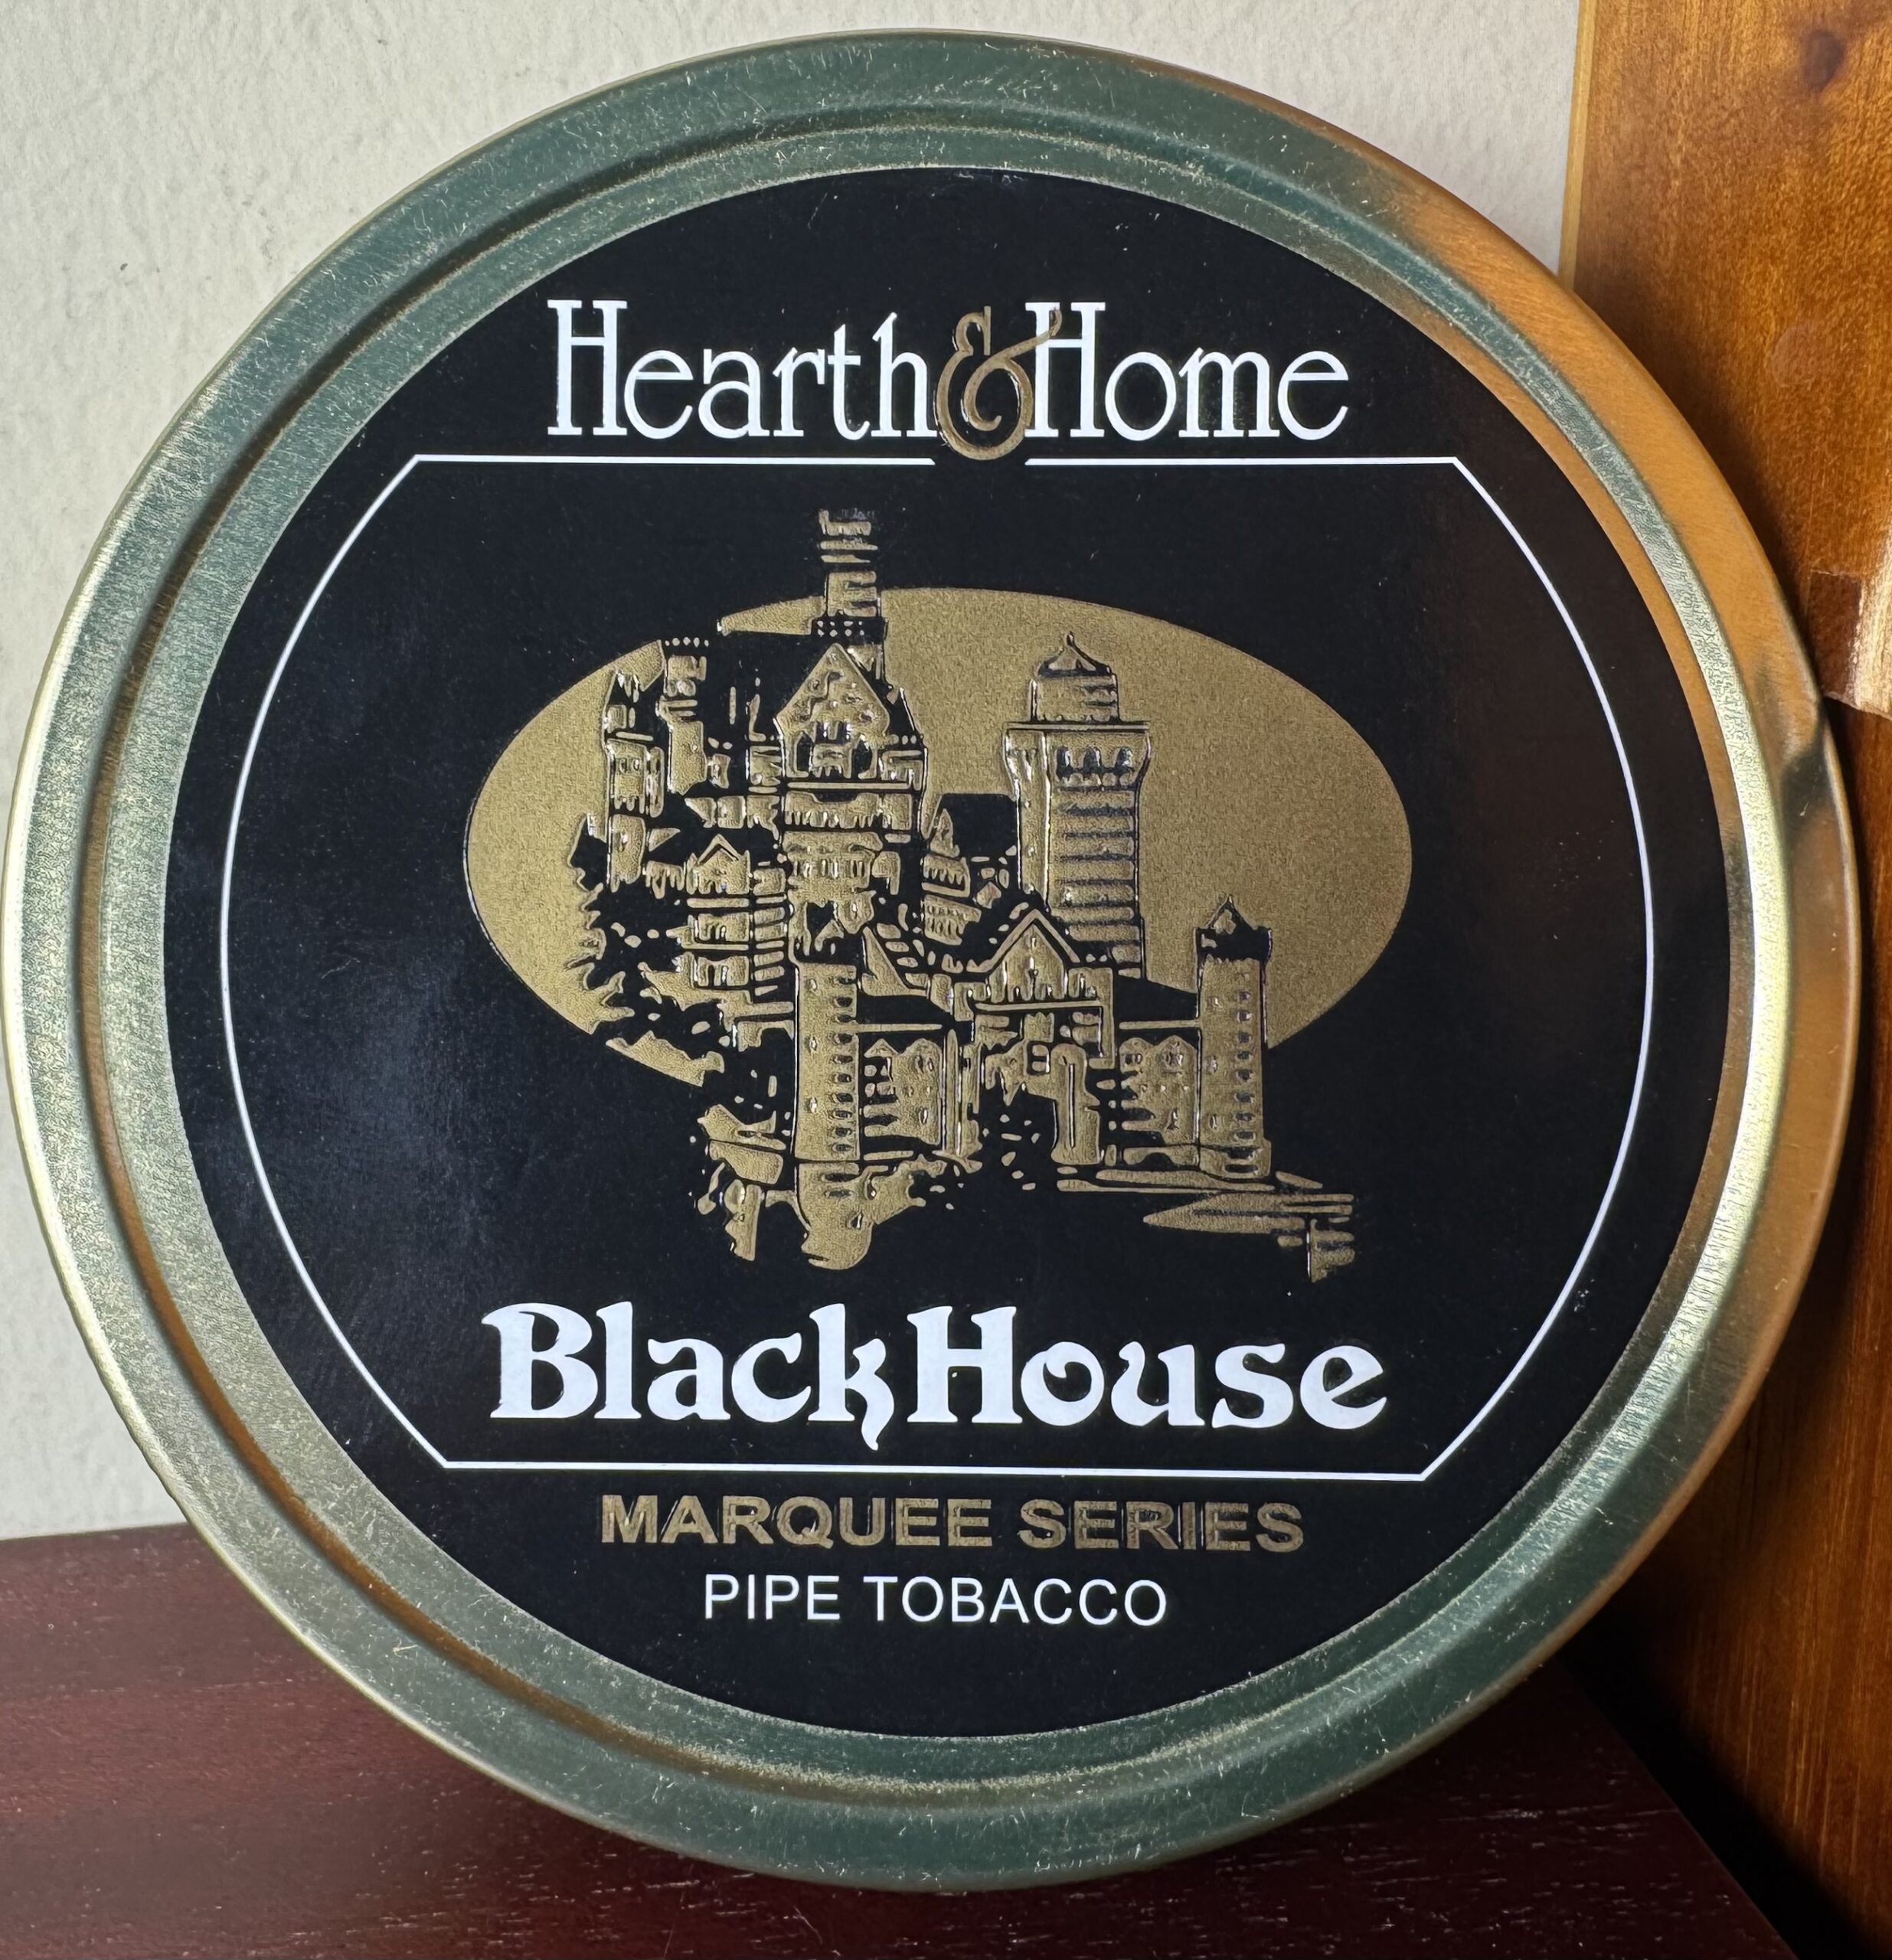 Hearth & Home
BlackHouse
MARQUEE SERIES
PIPE TOBACCO